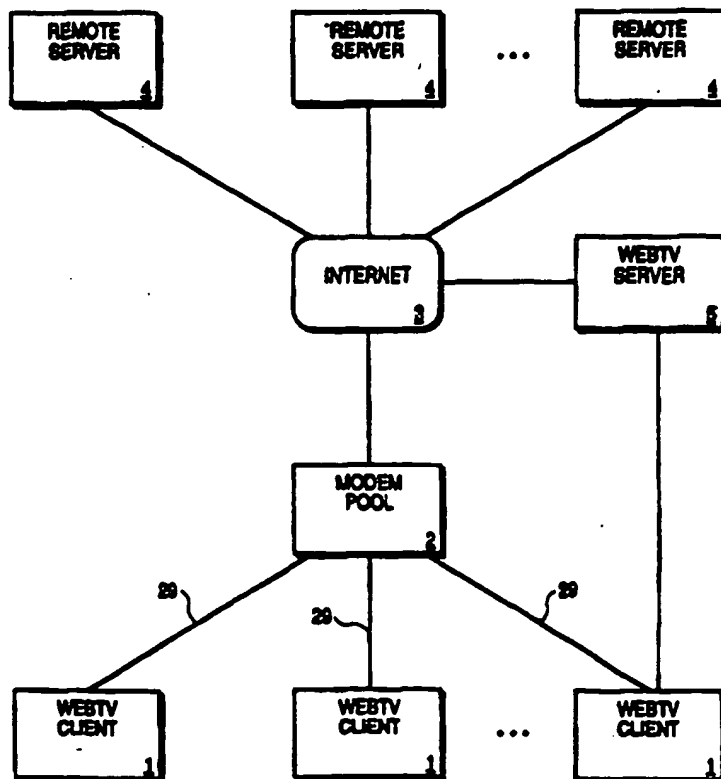 REMOTE
SERVER
4
REMOTE
SERVER
4
...
REMOTE
SERVER
4
INTERNET
3
WEBTV
SERVER
5
MODEM
POOL
2
29
29
29
WEBTV
CLIENT
1
WEBTV
CLIENT
1
...
WEBTV
CLIENT
1